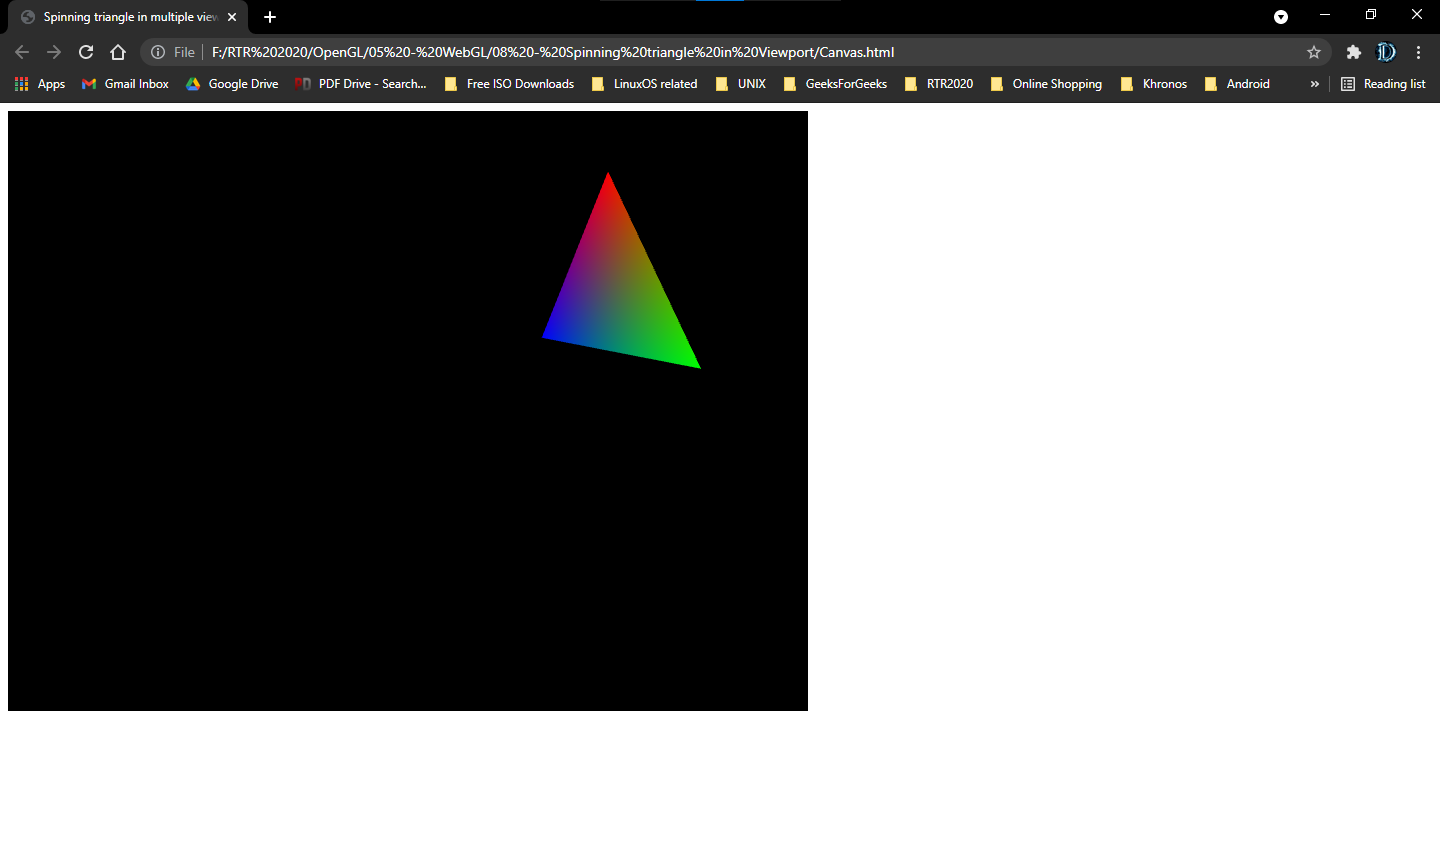 Spinning triangle in multiple view
File F:/RTR%202020/OpenGL/05%20-%20WebGL/08%20-%20Spinning%20triangle%20in%20Viewport/Canvas.html
Apps Gmail Inbox Google Drive PDF Drive - Search... Free ISO Downloads LinuxOS related UNIX GeeksForGeeks RTR2020 Online Shopping Khronos Android » Reading list